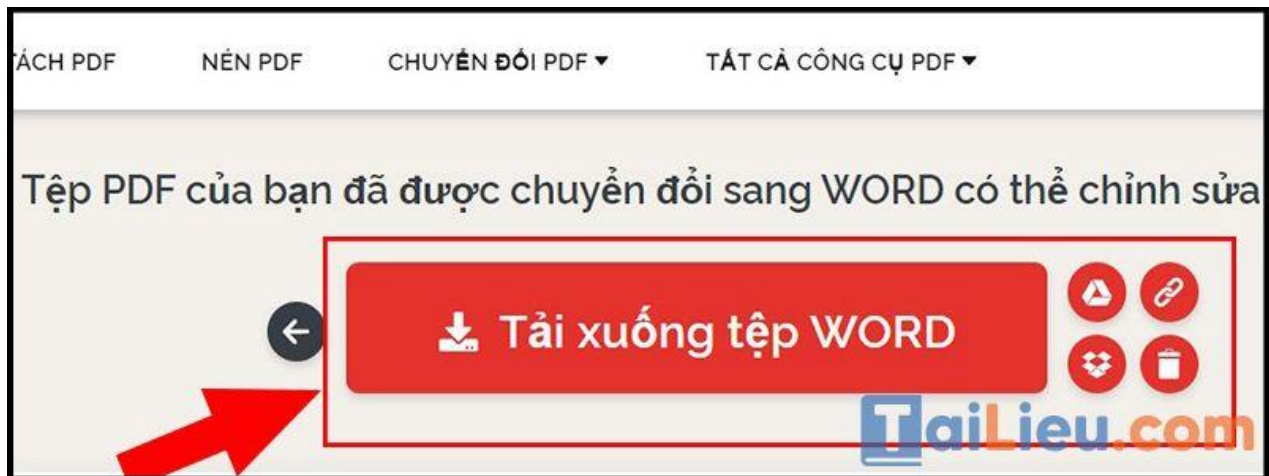 TÁCH PDF NÉN PDF CHUYỂN ĐỔI PDF TẤT CẢ CÔNG CỤ PDF
Tệp PDF của bạn đã được chuyển đổi sang WORD có thể chỉnh sửa
Tải xuống tệp WORD
TaiLieu.com